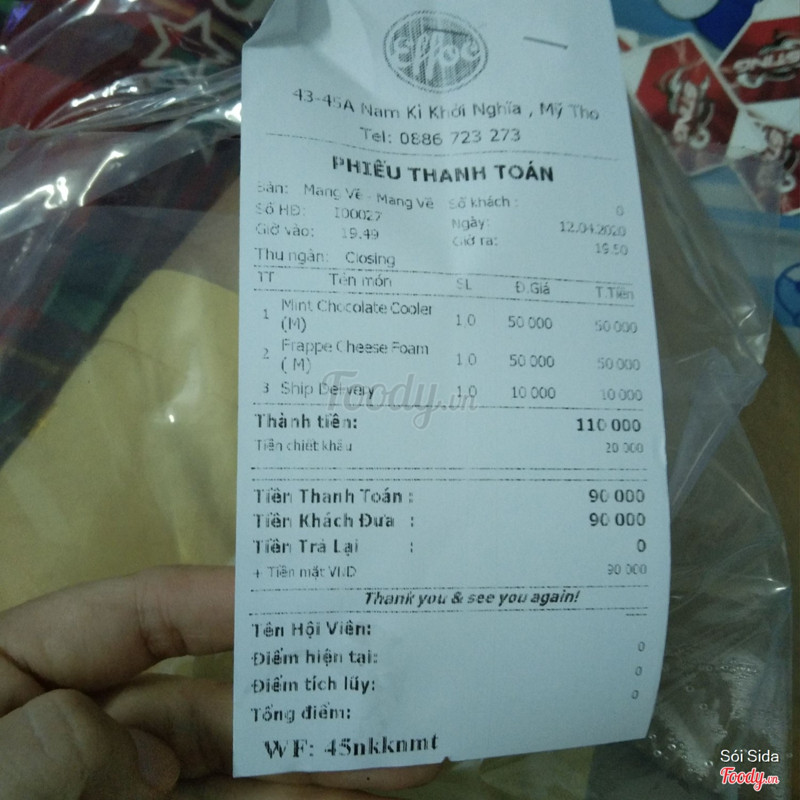 effoc
43-45A Nam Kì Khởi Nghĩa , Mỹ Tho
Tel: 0886 723 273
PHIẾU THANH TOÁN
Bàn: Mang Về - Mang Về Số khách : 0
Số HĐ: I00027 Ngày: 12.04.2020
Giờ vào: 19.49 Giờ ra: 19.50
Thu ngân: Closing
TT Tên món SL Đ.Giá T.Tiền
1 Mint Chocolate Cooler (M) 1,0 50 000 50 000
2 Frappe Cheese Foam ( M) 1,0 50 000 50 000
3 Ship Delivery 1,0 10 000 10 000
Thành tiền: 110 000
Tiền chiết khấu 20 000
Tiền Thanh Toán : 90 000
Tiền Khách Đưa : 90 000
Tiền Trả Lại : 0
+ Tiền mặt VND 90 000
Thank you & see you again!
Tên Hội Viên:
Điểm hiện tại: 0
Điểm tích lũy: 0
Tổng điểm: 0
WF: 45nkknmt
Foody.vn
STING
Sói Sida
Foody.vn